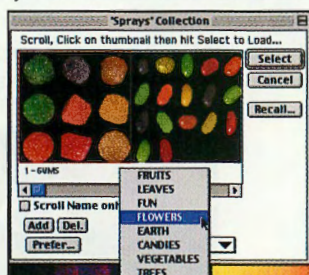 "Sprays" Collection
Scroll, Click on thumbnail then hit Select to Load...
Select
Cancel
Recall...
1-GUMS
Scroll Name onl
Add
Del.
Prefer...
FRUITS
LEAVES
FUN
FLOWERS
EARTH
CANDIES
VEGETABLES
TREES